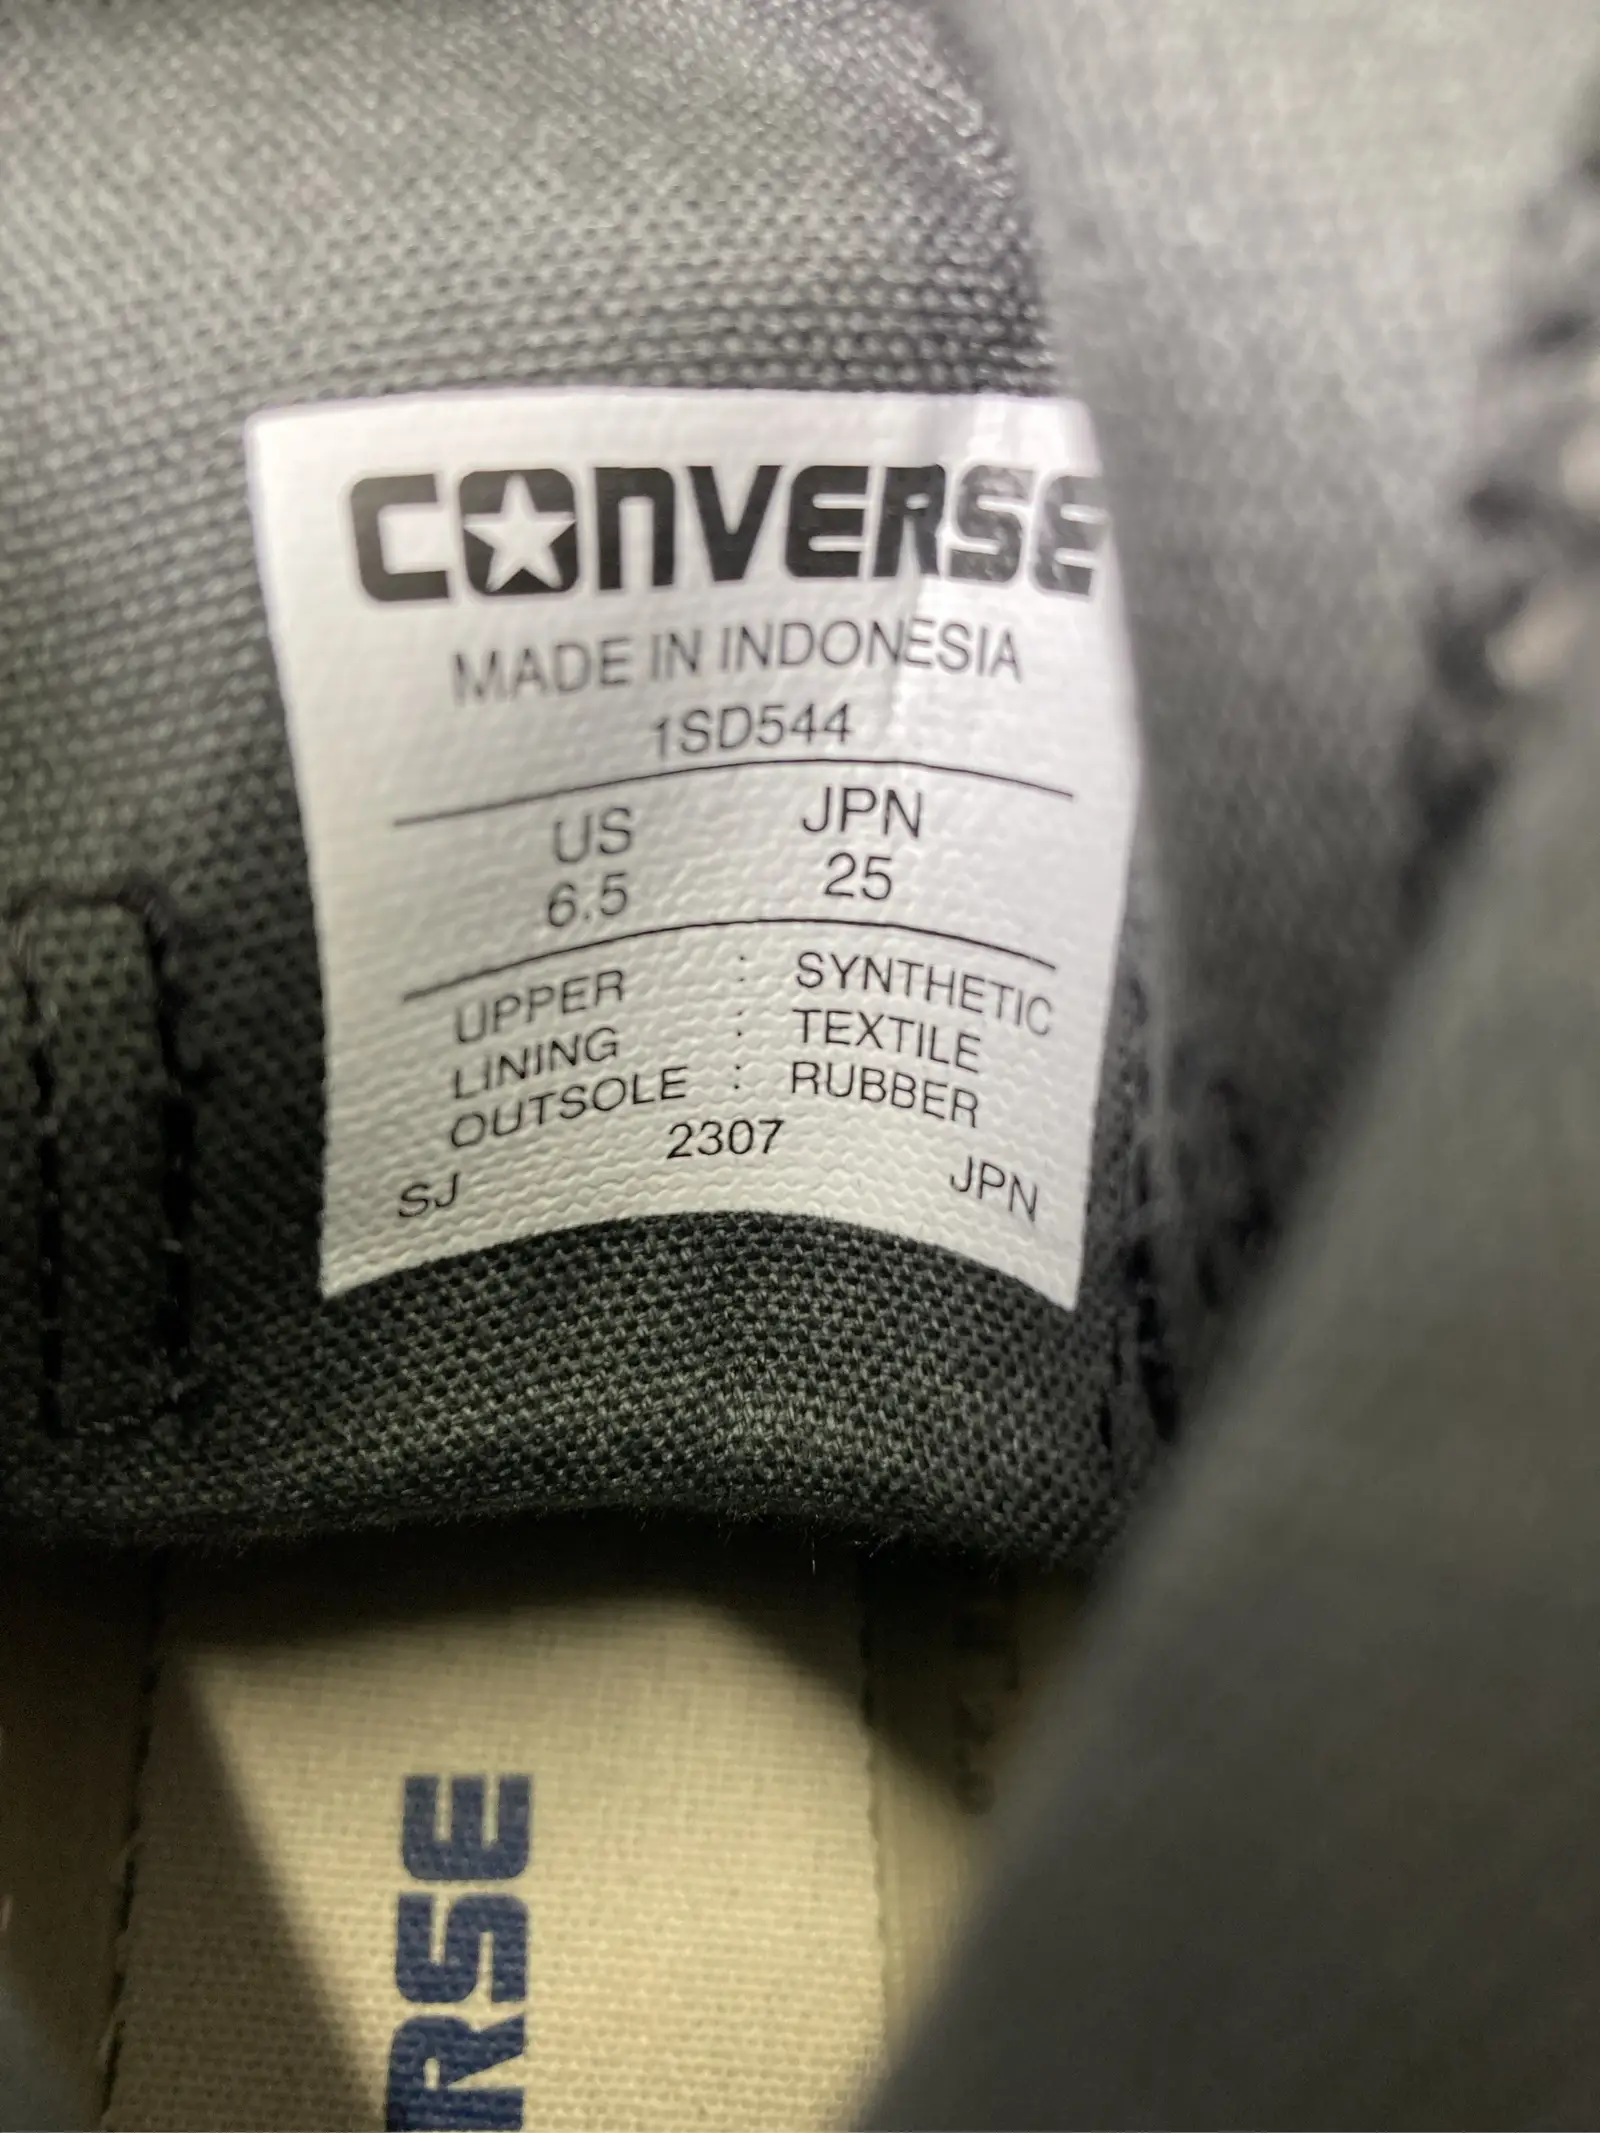 CONVERSE
MADE IN INDONESIA
1SD544
US JPN
6.5 25
UPPER : SYNTHETIC
LINING : TEXTILE
OUTSOLE : RUBBER
2307
SJ JPN
RSE